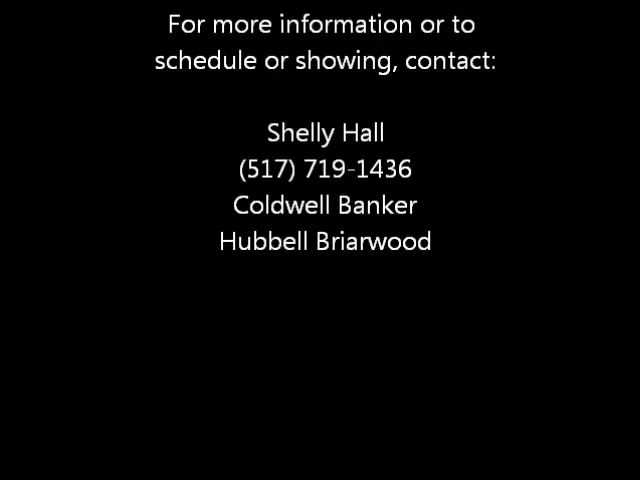 For more information or to
schedule or showing, contact:
Shelly Hall
(517) 719-1436
Coldwell Banker
Hubbell Briarwood